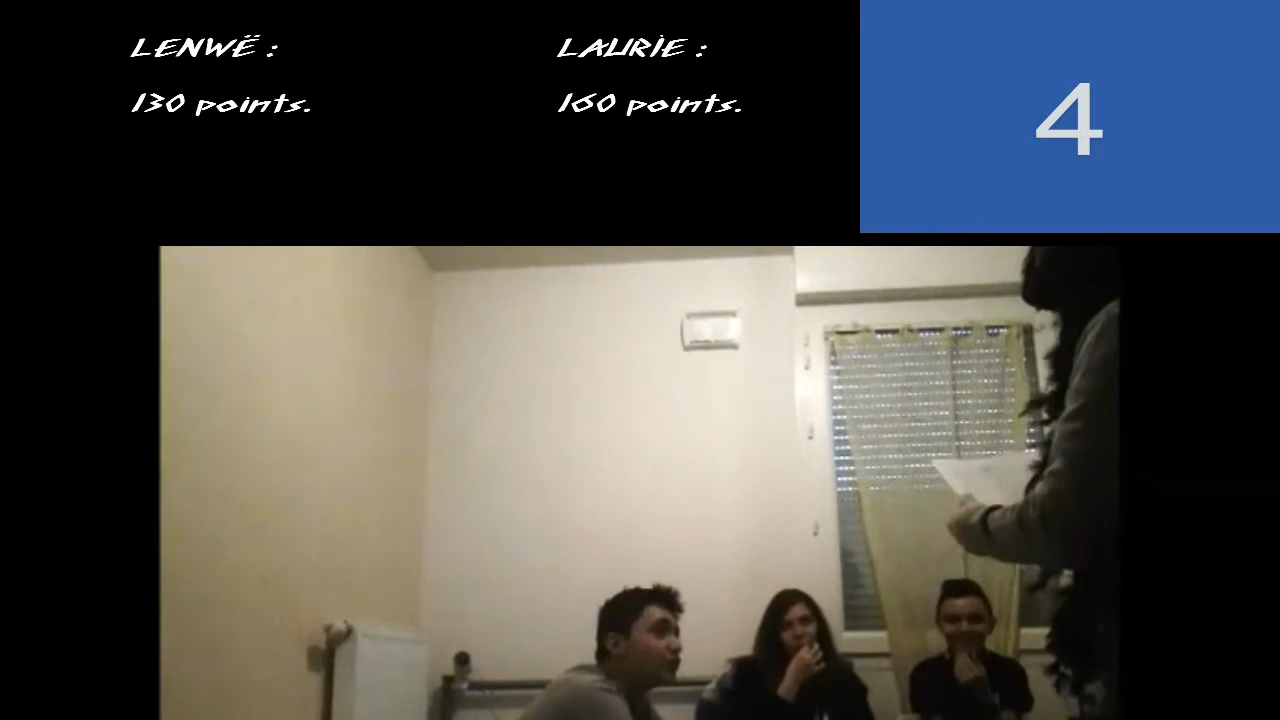 LENWË :
130 points.
LAURIE :
160 points.
4